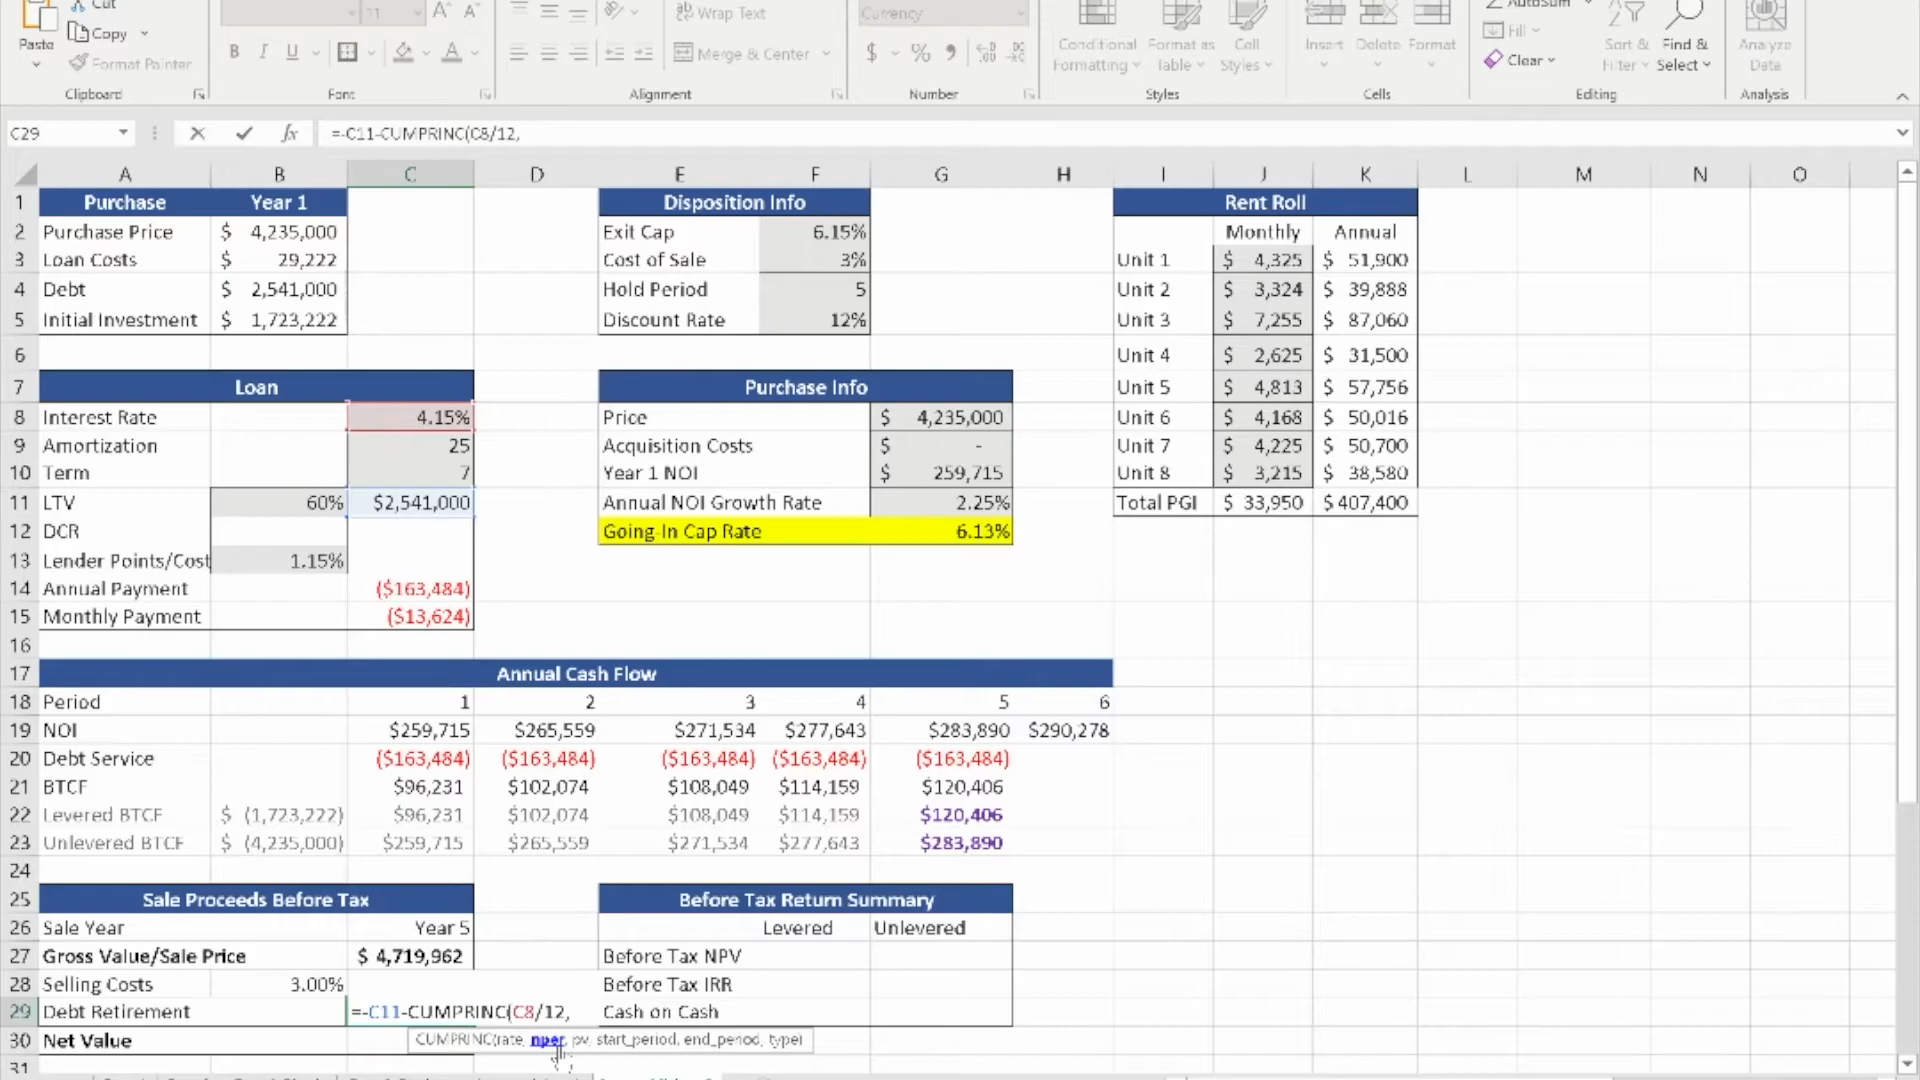 Cut
11
Wrap Text
Currency
AutoSum
Paste
Copy
B I U
Merge & Center
$ % 9
Conditional Formatting
Format as Table
Cell Styles
Insert Delete Format
Fill
Clear
Sort & Filter
Find & Select
Analyze Data
Format Painter
Clipboard Font Alignment Number Styles Cells Editing Analysis
C29 fx =-C11-CUMPRINC(C8/12,
A B C D E F G H I J K L M N O
1 Purchase Year 1 Disposition Info Rent Roll
2 Purchase Price $ 4,235,000 Exit Cap 6.15% Monthly Annual
3 Loan Costs $ 29,222 Cost of Sale 3% Unit 1 $ 4,325 $ 51,900
4 Debt $ 2,541,000 Hold Period 5 Unit 2 $ 3,324 $ 39,888
5 Initial Investment $ 1,723,222 Discount Rate 12% Unit 3 $ 7,255 $ 87,060
6 Unit 4 $ 2,625 $ 31,500
7 Loan Purchase Info Unit 5 $ 4,813 $ 57,756
8 Interest Rate 4.15% Price $ 4,235,000 Unit 6 $ 4,168 $ 50,016
9 Amortization 25 Acquisition Costs $ - Unit 7 $ 4,225 $ 50,700
10 Term 7 Year 1 NOI $ 259,715 Unit 8 $ 3,215 $ 38,580
11 LTV 60% $2,541,000 Annual NOI Growth Rate 2.25% Total PGI $ 33,950 $ 407,400
12 DCR Going-In Cap Rate 6.13%
13 Lender Points/Cost 1.15%
14 Annual Payment ($163,484)
15 Monthly Payment ($13,624)
16
17 Annual Cash Flow
18 Period 1 2 3 4 5 6
19 NOI $259,715 $265,559 $271,534 $277,643 $283,890 $290,278
20 Debt Service ($163,484) ($163,484) ($163,484) ($163,484) ($163,484)
21 BTCF $96,231 $102,074 $108,049 $114,159 $120,406
22 Levered BTCF $ (1,723,222) $96,231 $102,074 $108,049 $114,159 $120,406
23 Unlevered BTCF $ (4,235,000) $259,715 $265,559 $271,534 $277,643 $283,890
24
25 Sale Proceeds Before Tax Before Tax Return Summary
26 Sale Year Year 5 Levered Unlevered
27 Gross Value/Sale Price $ 4,719,962 Before Tax NPV
28 Selling Costs 3.00% Before Tax IRR
29 Debt Retirement =-C11-CUMPRINC(C8/12, Cash on Cash
30 Net Value CUMPRINC(rate, nper, pv, start_period, end_period, type)
31